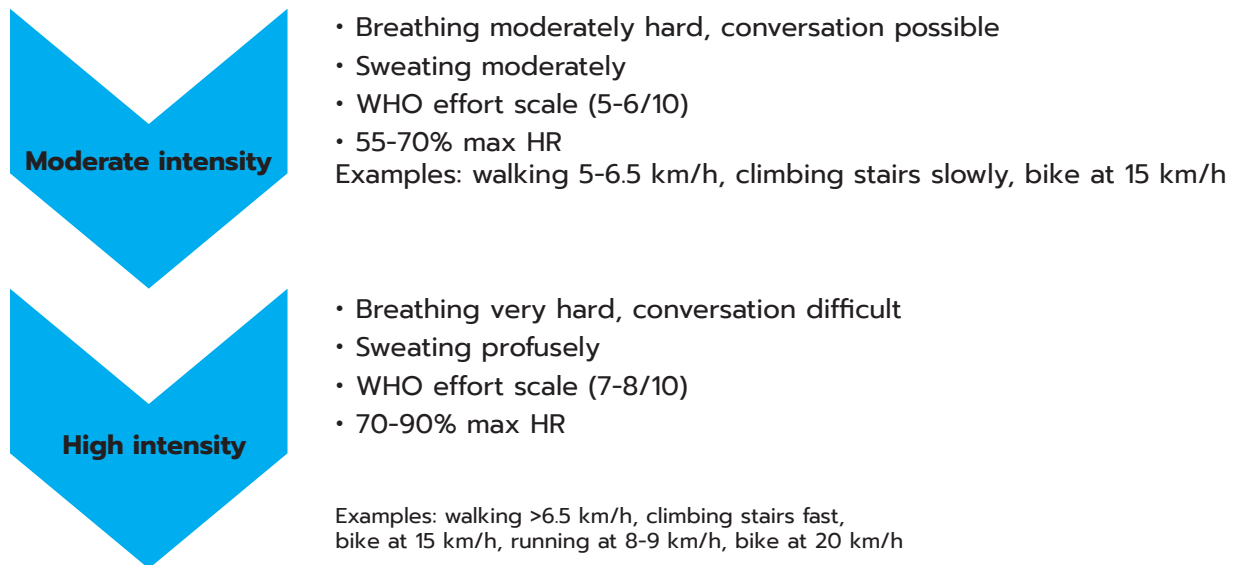 Moderate intensity
• Breathing moderately hard, conversation possible
• Sweating moderately
• WHO effort scale (5-6/10)
• 55-70% max HR
Examples: walking 5-6.5 km/h, climbing stairs slowly, bike at 15 km/h
High intensity
• Breathing very hard, conversation difficult
• Sweating profusely
• WHO effort scale (7-8/10)
• 70-90% max HR
Examples: walking >6.5 km/h, climbing stairs fast,
bike at 15 km/h, running at 8-9 km/h, bike at 20 km/h